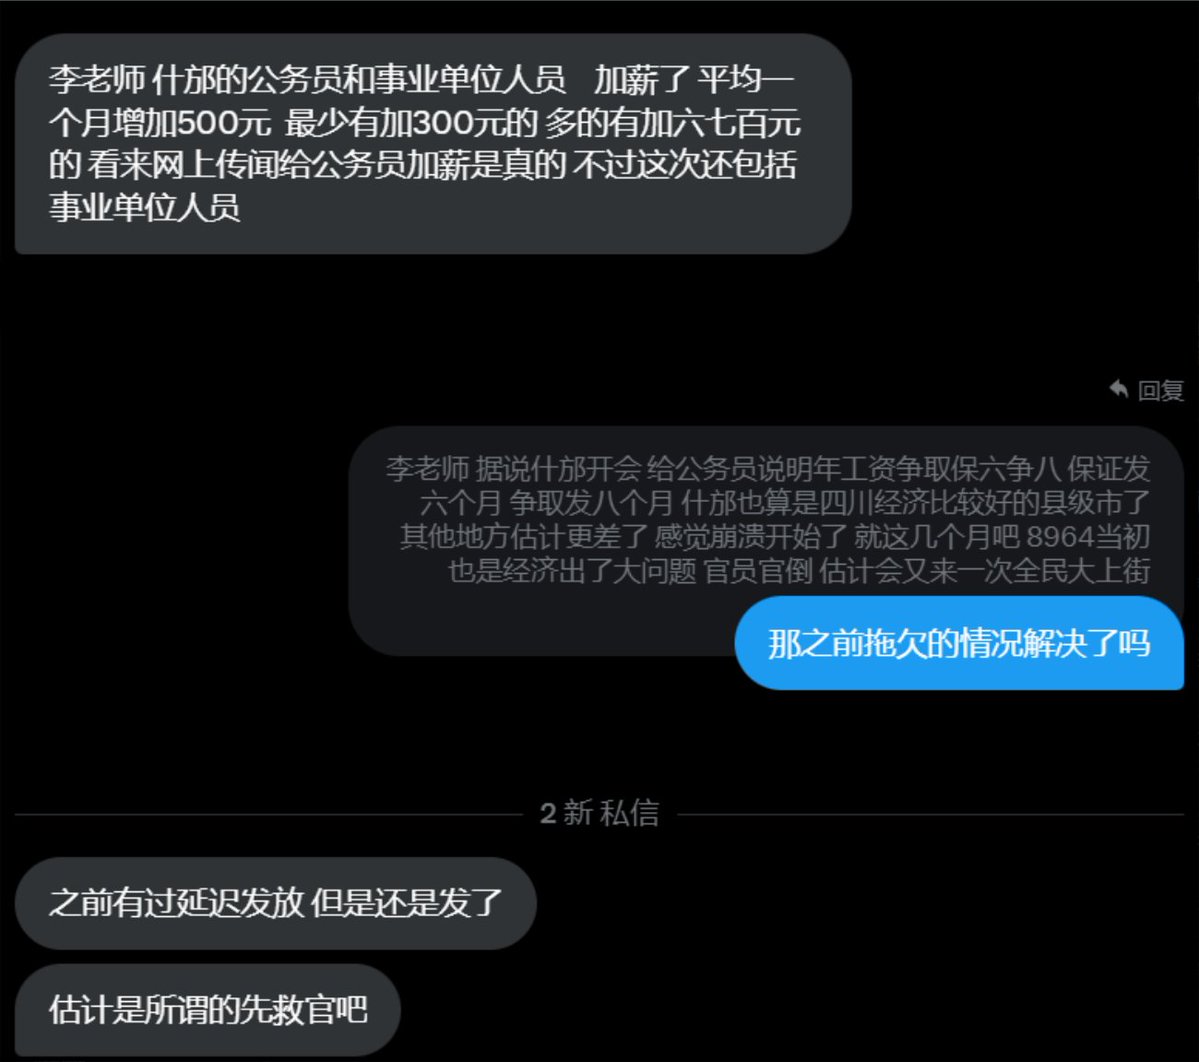 李老师 什邡的公务员和事业单位人员 加薪了 平均一
个月增加500元 最少有加300元的 多的有加六七百元
的 看来网上传闻给公务员加薪是真的 不过这次还包括
事业单位人员
回复
李老师 据说什邡开会 给公务员说明年工资争取保六争八 保证发
六个月 争取发八个月 什邡也算是四川经济比较好的县级市了
其他地方估计更差了 感觉崩溃开始了 就这几个月吧 8964当初
也是经济出了大问题 官员官倒 估计会又来一次全民大上街
那之前拖欠的情况解决了吗
2 新 私信
之前有过延迟发放 但是还是发了
估计是所谓的先救官吧